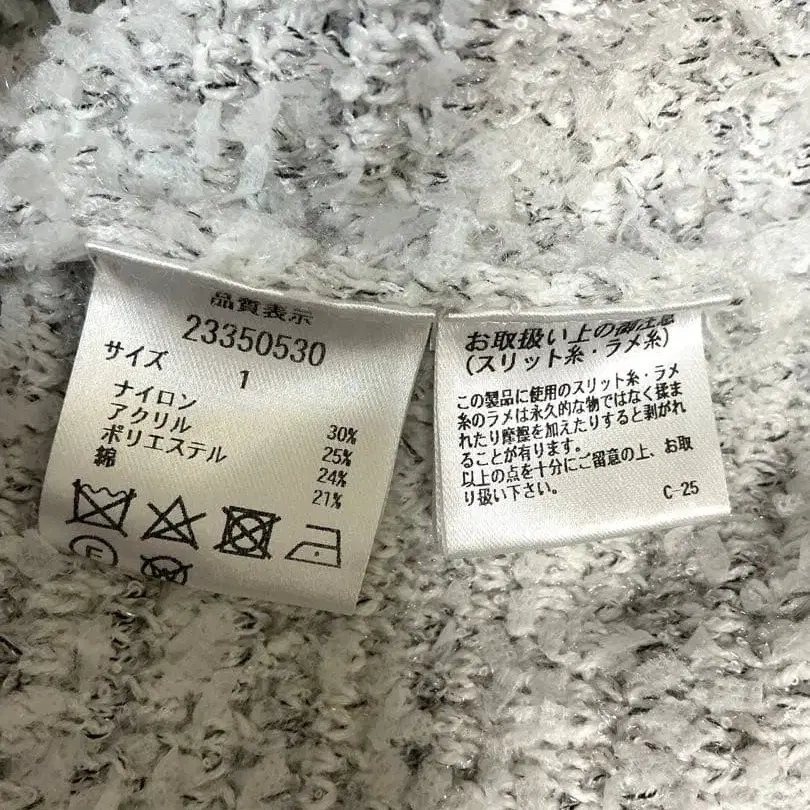 品質表示
23350530
サイズ
1
ナイロン 30%
アクリル 25%
ポリエステル 24%
綿 21%
F
W
お取扱い上の御注意
(スリット糸・ラメ糸)
この製品に使用のスリット糸・ラメ
糸のラメは永久的な物ではなく揉ま
れたり摩擦を加えたりすると剥がれ
ることが有ります。
以上の点を十分にご留意の上、お取
り扱い下さい。
C-25